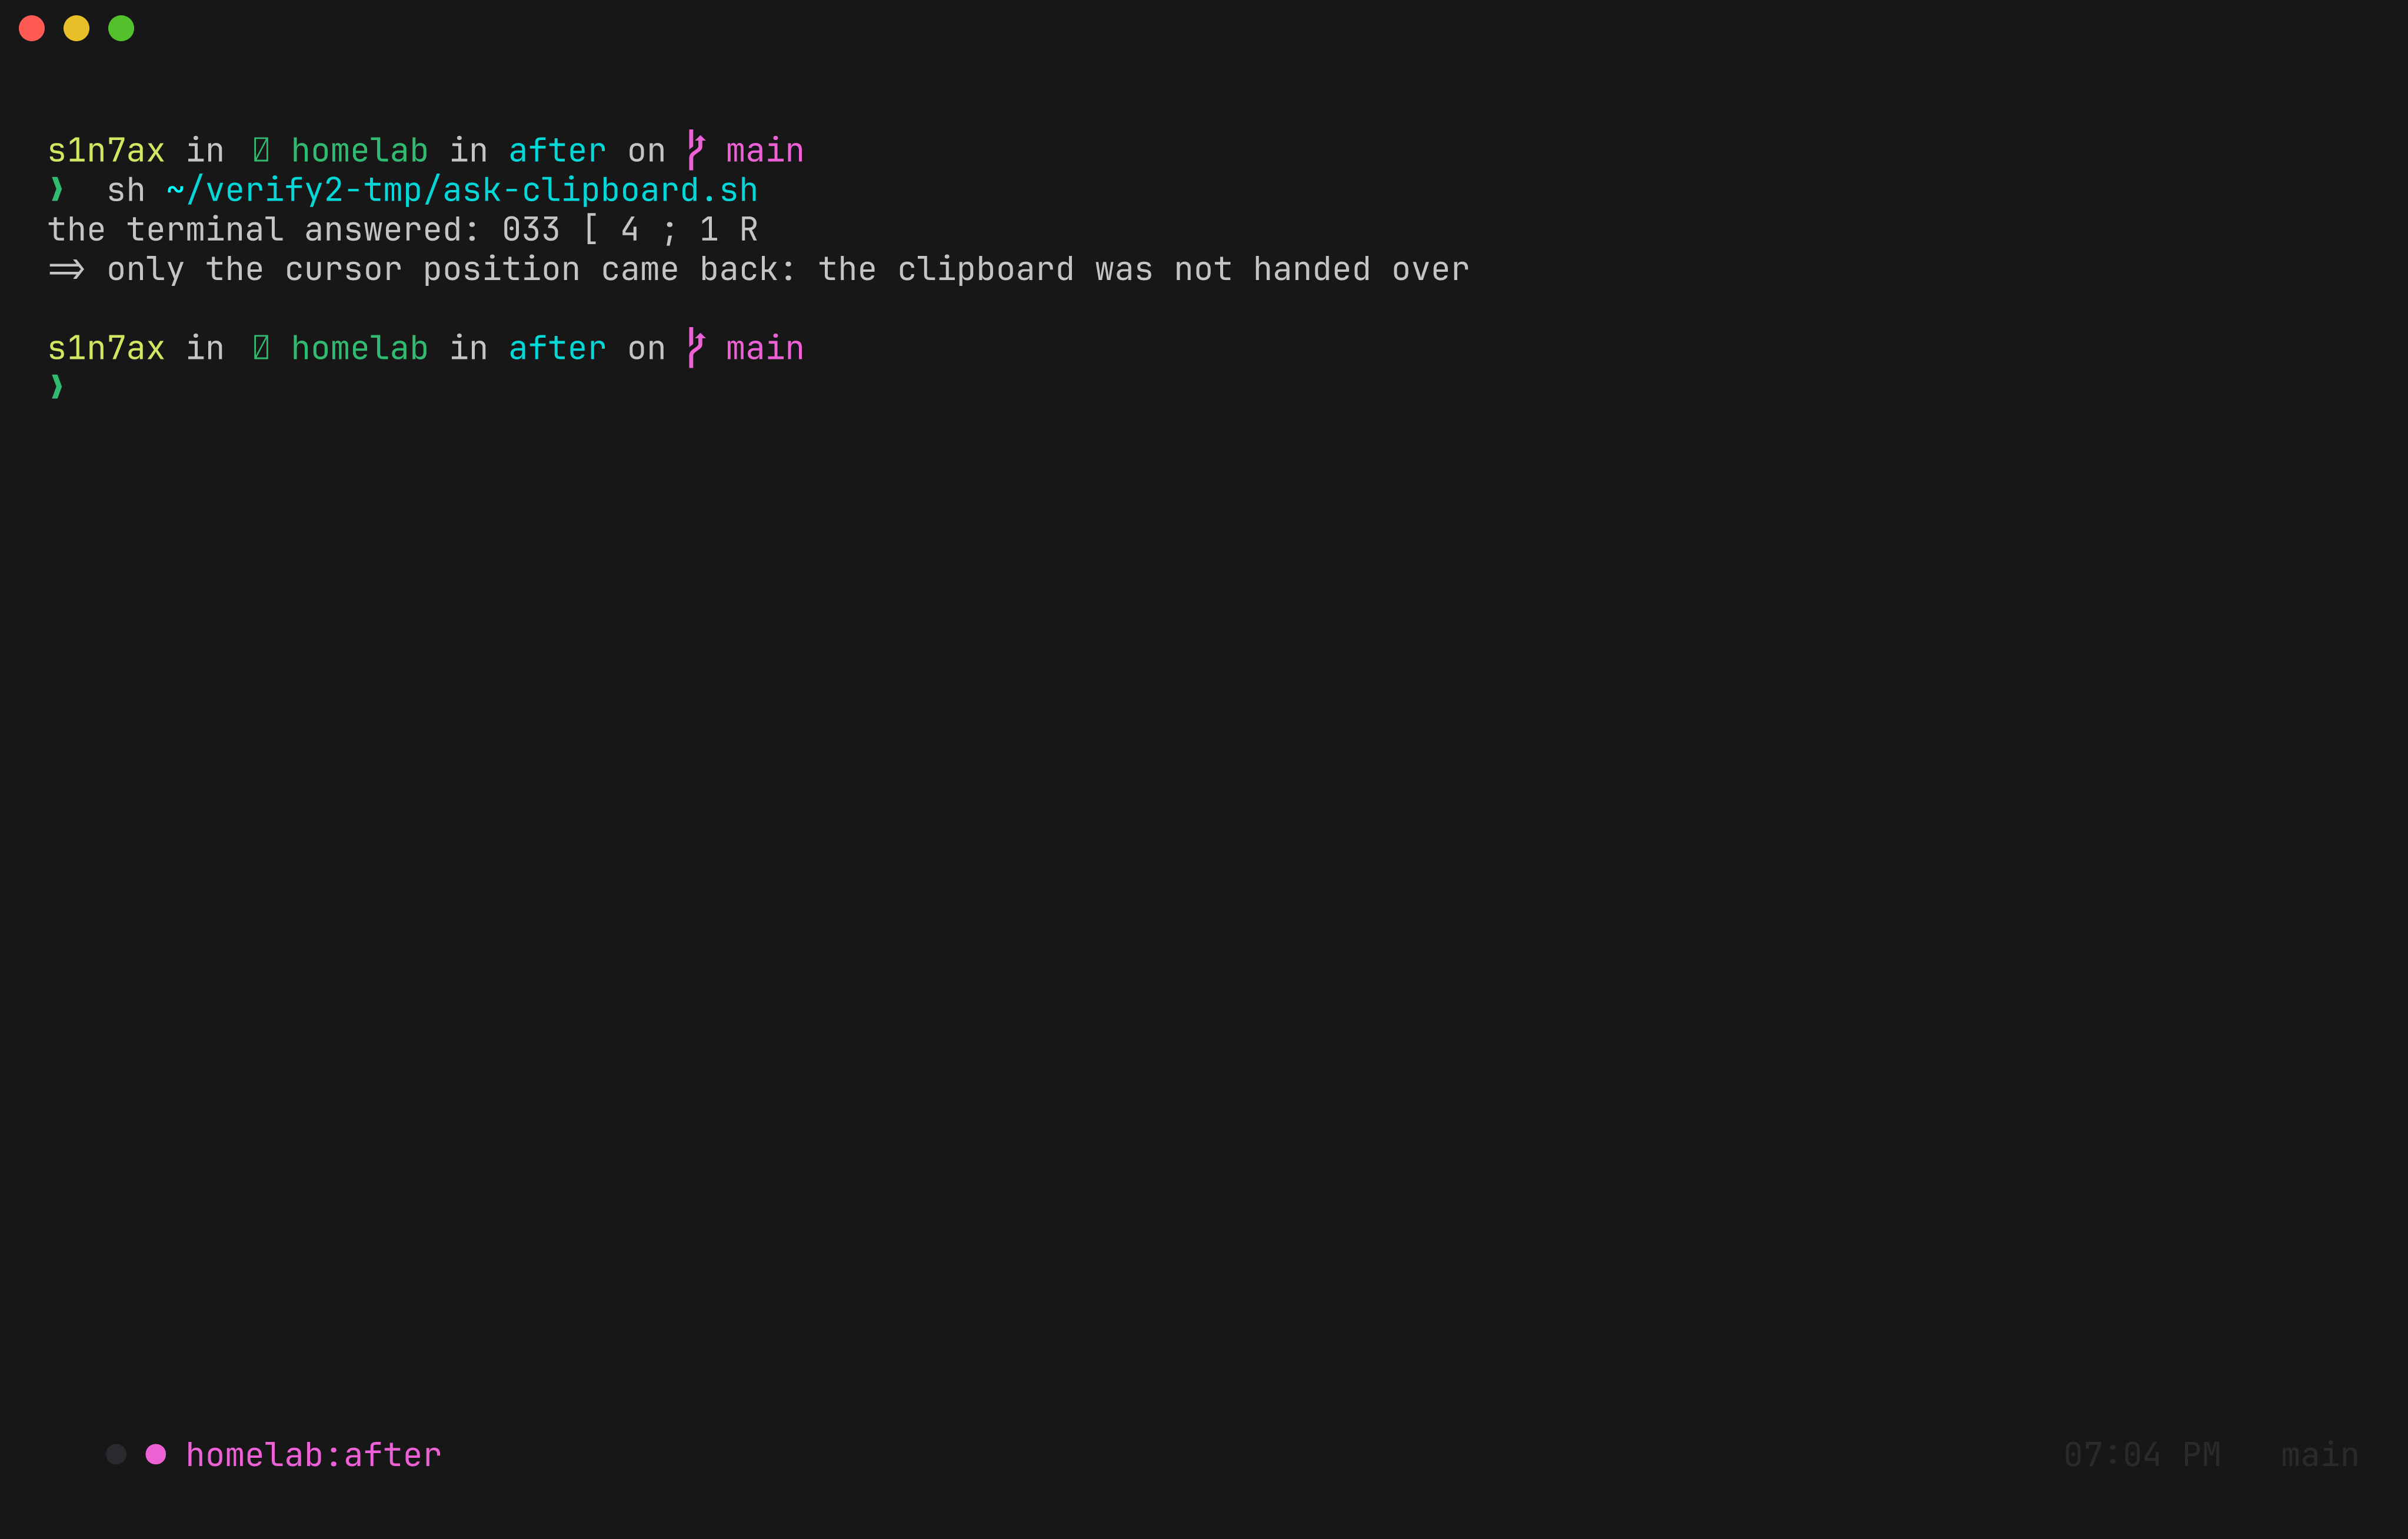 s1n7ax in homelab in after on main
❱ sh ~/verify2-tmp/ask-clipboard.sh
the terminal answered: 033 [ 4 ; 1 R
=> only the cursor position came back: the clipboard was not handed over
s1n7ax in homelab in after on main
❱
homelab:after
07:04 PM main